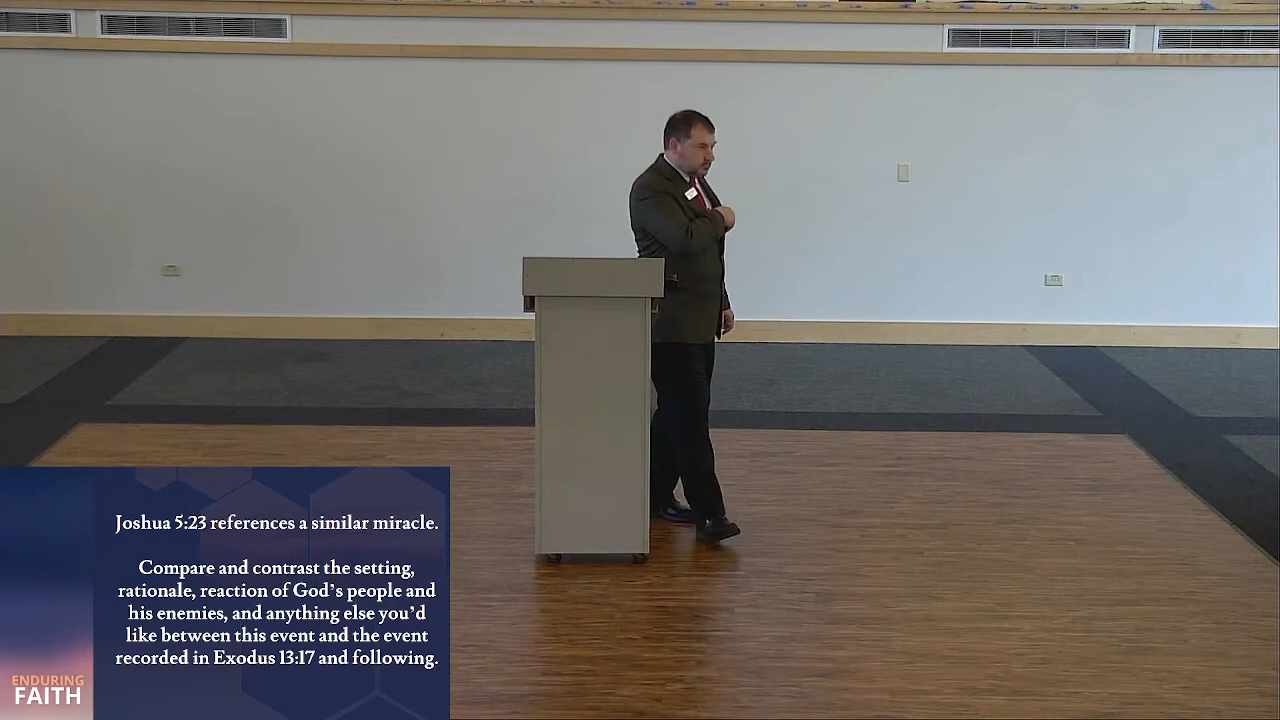 Joshua 5:23 references a similar miracle.
Compare and contrast the setting,
rationale, reaction of God's people and
his enemies, and anything else you'd
like between this event and the event
recorded in Exodus 13:17 and following.
ENDURING
FAITH